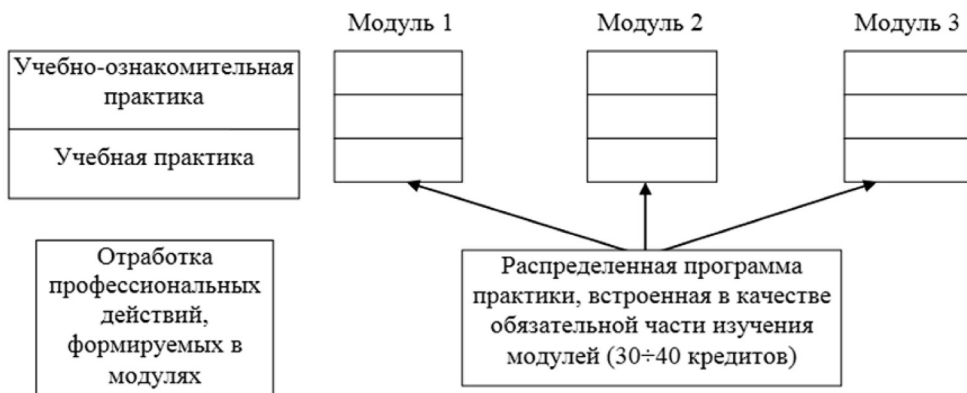 Модуль 1
Модуль 2
Модуль 3
Учебно-ознакомительная
практика
Учебная практика
Отработка
профессиональных
действий,
формируемых в
модулях
Распределенная программа
практики, встроенная в качестве
обязательной части изучения
модулей (30÷40 кредитов)